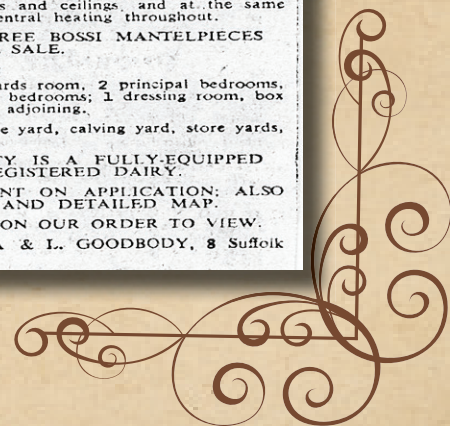 s and ceilings, and at the same
entral heating throughout.
REE BOSSI MANTELPIECES
SALE.
ards room, 2 principal bedrooms,
bedrooms; 1 dressing room, box
adjoining.
e yard, calving yard, store yards,
TY IS A FULLY-EQUIPPED
EGISTERED DAIRY.
NT ON APPLICATION; ALSO
AND DETAILED MAP.
ON OUR ORDER TO VIEW.
A & L. GOODBODY, 8 Suffolk